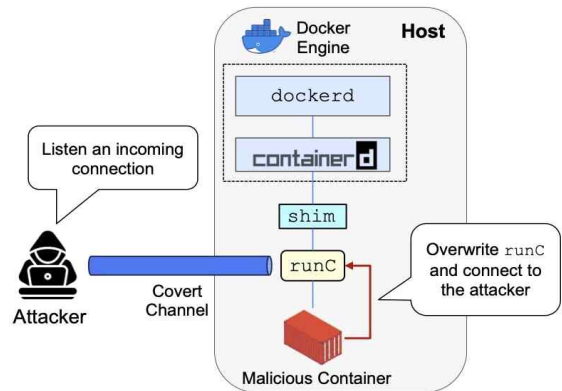 Docker
Engine
Host
dockerd
containerd
shim
runC
Listen an incoming
connection
Attacker
Covert
Channel
Overwrite runC
and connect to
the attacker
Malicious Container